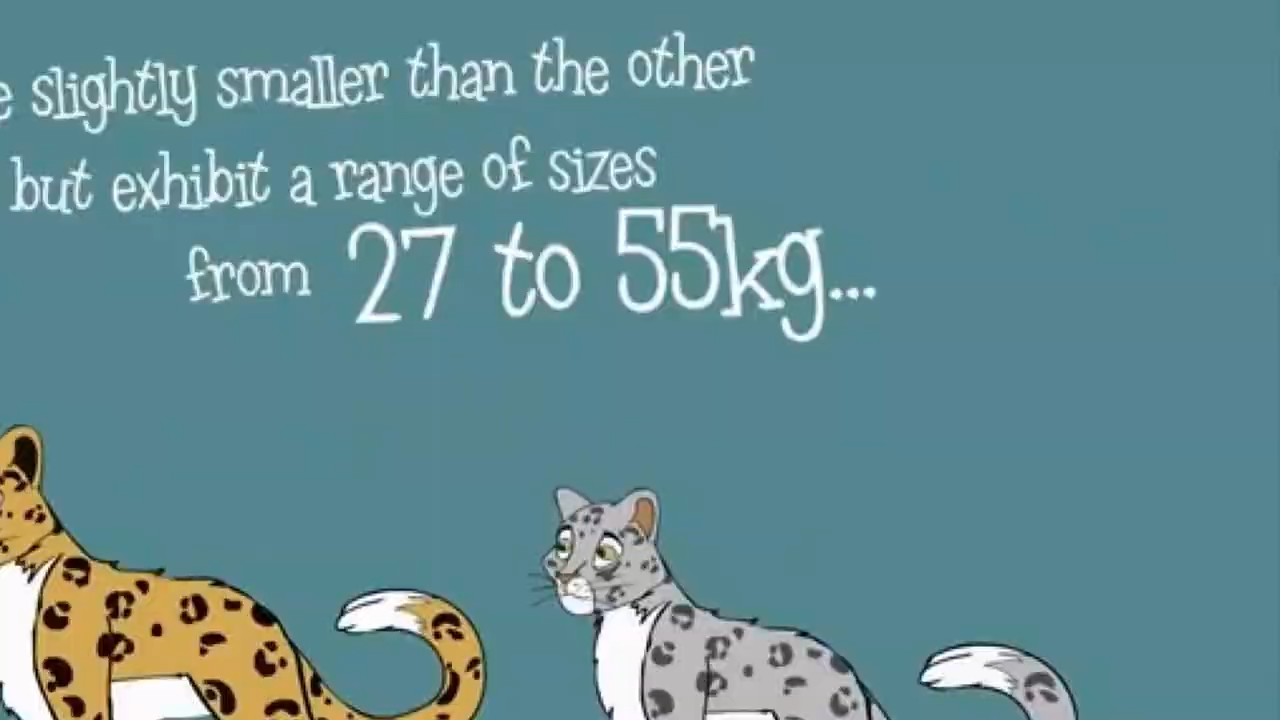 slightly smaller than the other
but exhibit a range of sizes
from 27 to 55kg...